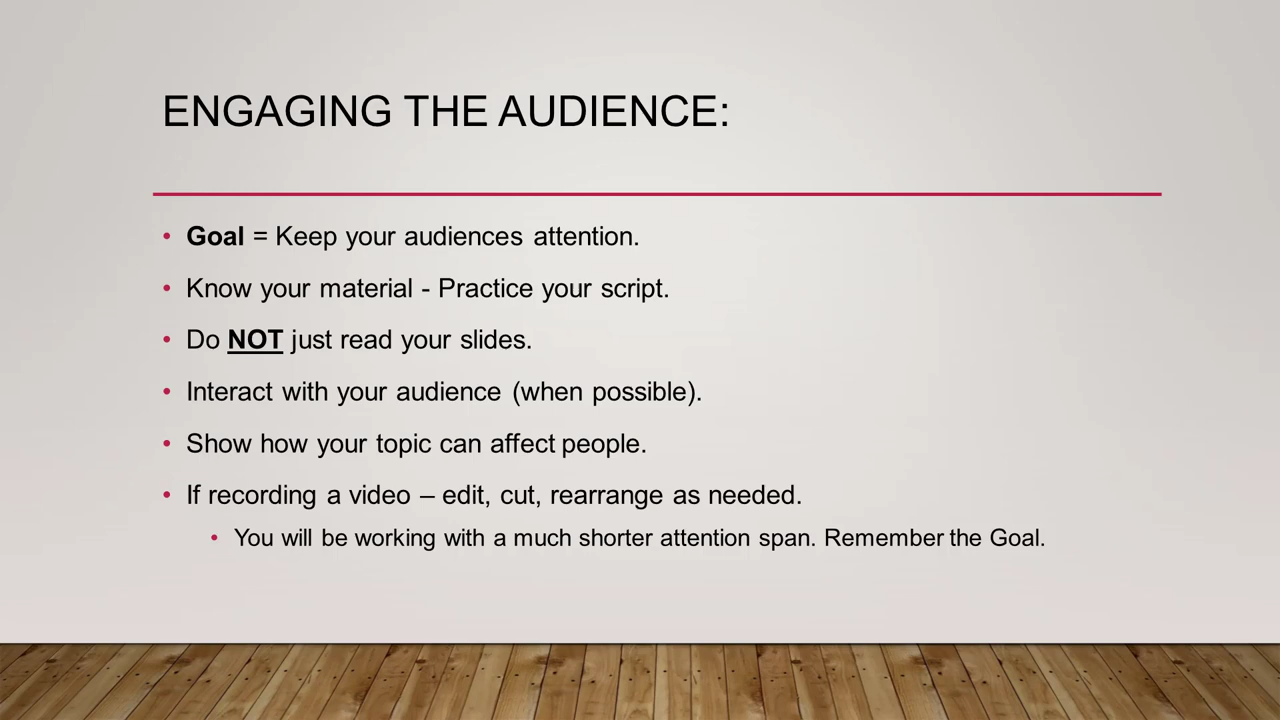 ENGAGING THE AUDIENCE:
• Goal = Keep your audiences attention.
• Know your material - Practice your script.
• Do NOT just read your slides.
• Interact with your audience (when possible).
• Show how your topic can affect people.
• If recording a video – edit, cut, rearrange as needed.
• You will be working with a much shorter attention span. Remember the Goal.